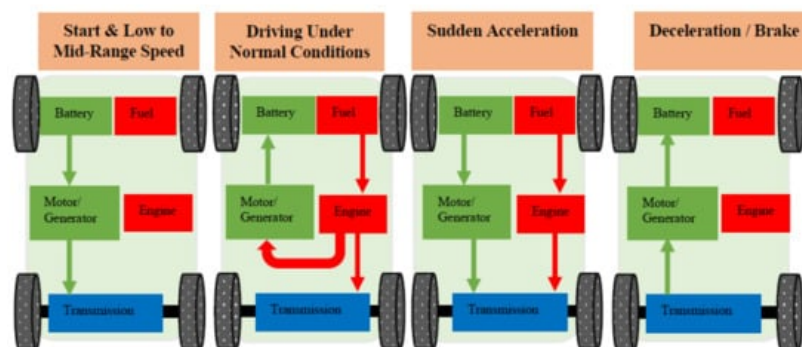 Start & Low to
Mid-Range Speed
Driving Under
Normal Conditions
Sudden Acceleration
Deceleration / Brake
Battery
Fuel
Motor/
Generator
Engine
Transmission
Battery
Fuel
Motor/
Generator
Engine
Transmission
Battery
Fuel
Motor/
Generator
Engine
Transmission
Battery
Fuel
Motor/
Generator
Engine
Transmission